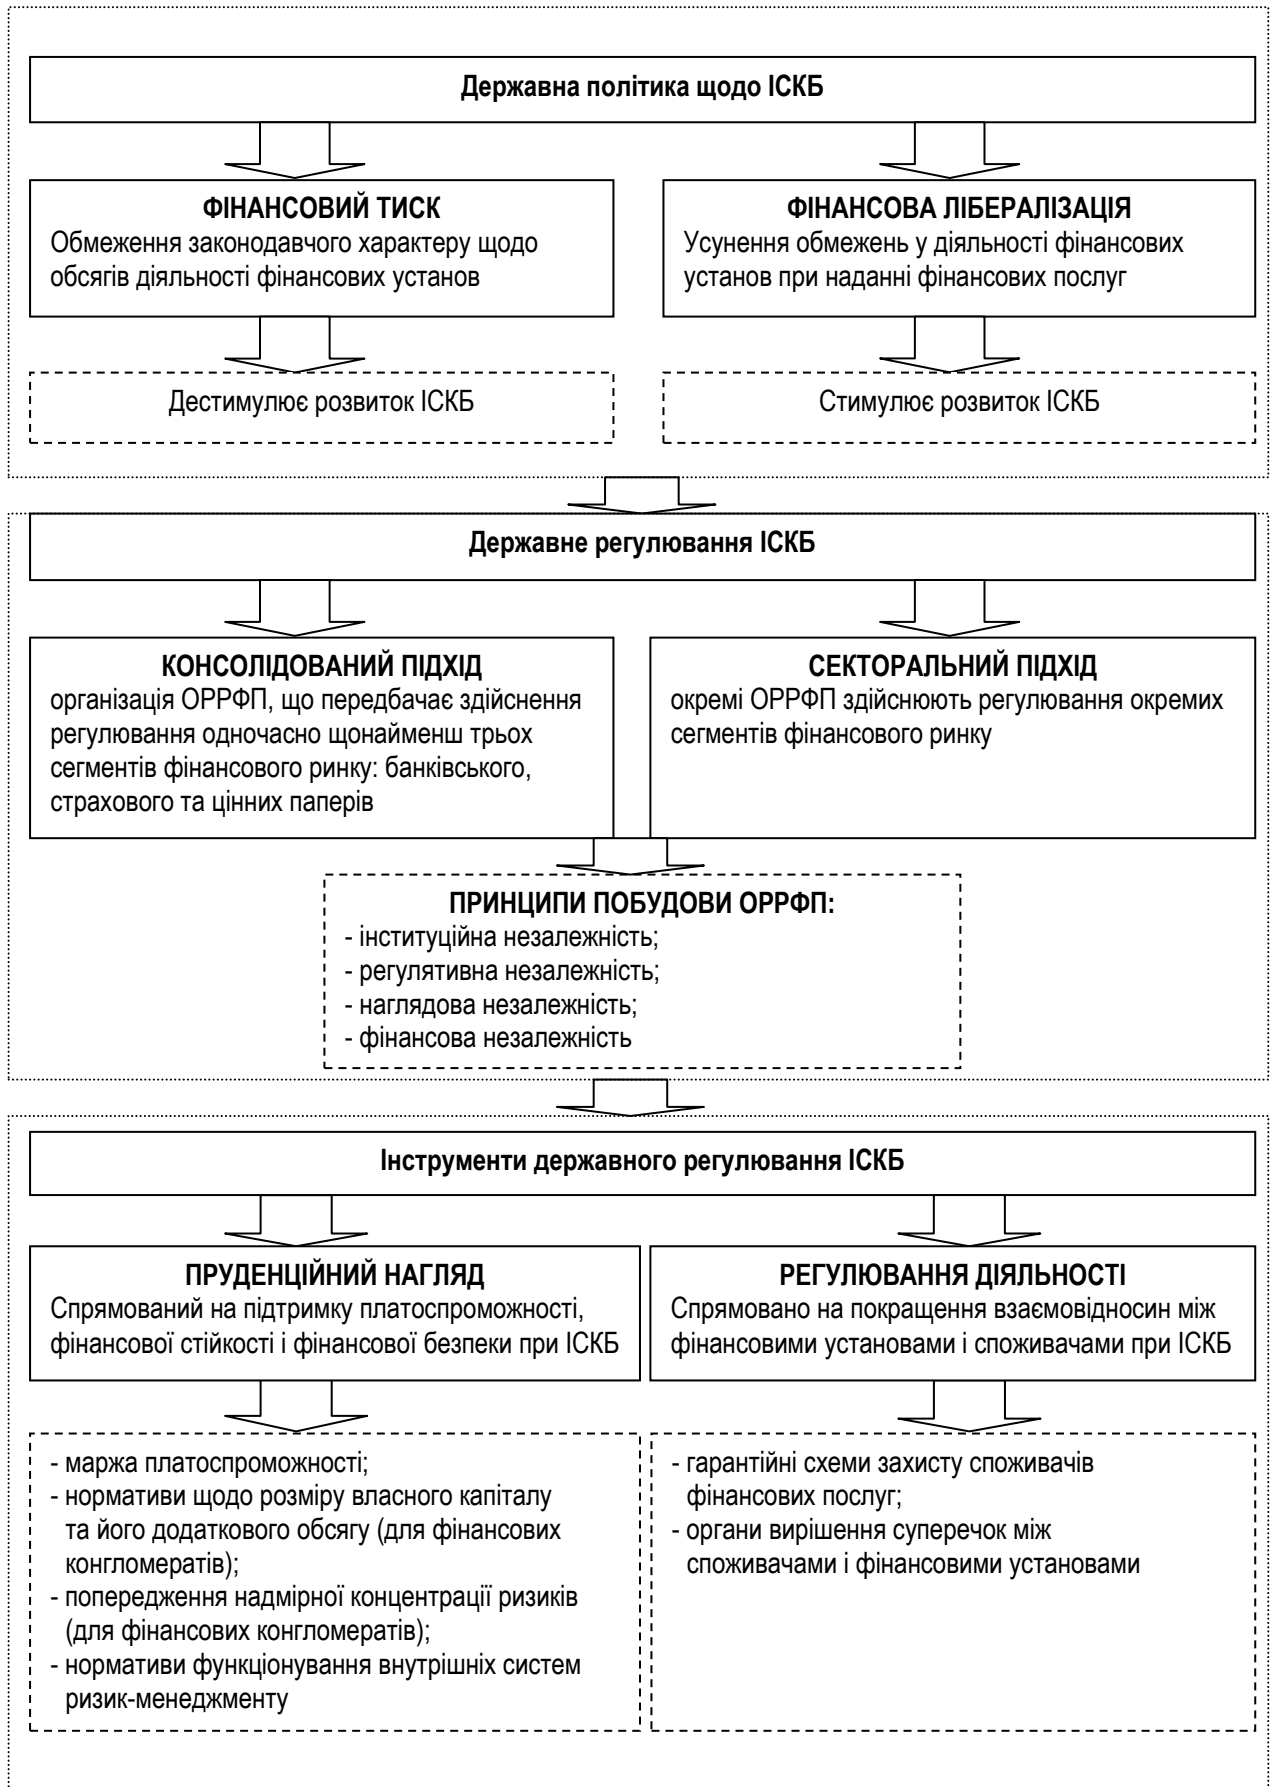 Державна політика щодо ІСКБ
ФІНАНСОВИЙ ТИСК
Обмеження законодавчого характеру щодо
обсягів діяльності фінансових установ
ФІНАНСОВА ЛІБЕРАЛІЗАЦІЯ
Усунення обмежень у діяльності фінансових
установ при наданні фінансових послуг
Дестимулює розвиток ІСКБ
Стимулює розвиток ІСКБ
Державне регулювання ІСКБ
КОНСОЛІДОВАНИЙ ПІДХІД
організація ОРРФП, що передбачає здійснення
регулювання одночасно щонайменш трьох
сегментів фінансового ринку: банківського,
страхового та цінних паперів
СЕКТОРАЛЬНИЙ ПІДХІД
окремі ОРРФП здійснюють регулювання окремих
сегментів фінансового ринку
ПРИНЦИПИ ПОБУДОВИ ОРРФП:
- інституційна незалежність;
- регулятивна незалежність;
- наглядова незалежність;
- фінансова незалежність
Інструменти державного регулювання ІСКБ
ПРУДЕНЦІЙНИЙ НАГЛЯД
Спрямований на підтримку платоспроможності,
фінансової стійкості і фінансової безпеки при ІСКБ
РЕГУЛЮВАННЯ ДІЯЛЬНОСТІ
Спрямовано на покращення взаємовідносин між
фінансовими установами і споживачами при ІСКБ
- маржа платоспроможності;
- нормативи щодо розміру власного капіталу
та його додаткового обсягу (для фінансових
конгломератів);
- попередження надмірної концентрації ризиків
(для фінансових конгломератів);
- нормативи функціонування внутрішніх систем
ризик-менеджменту
- гарантійні схеми захисту споживачів
фінансових послуг;
- органи вирішення суперечок між
споживачами і фінансовими установами